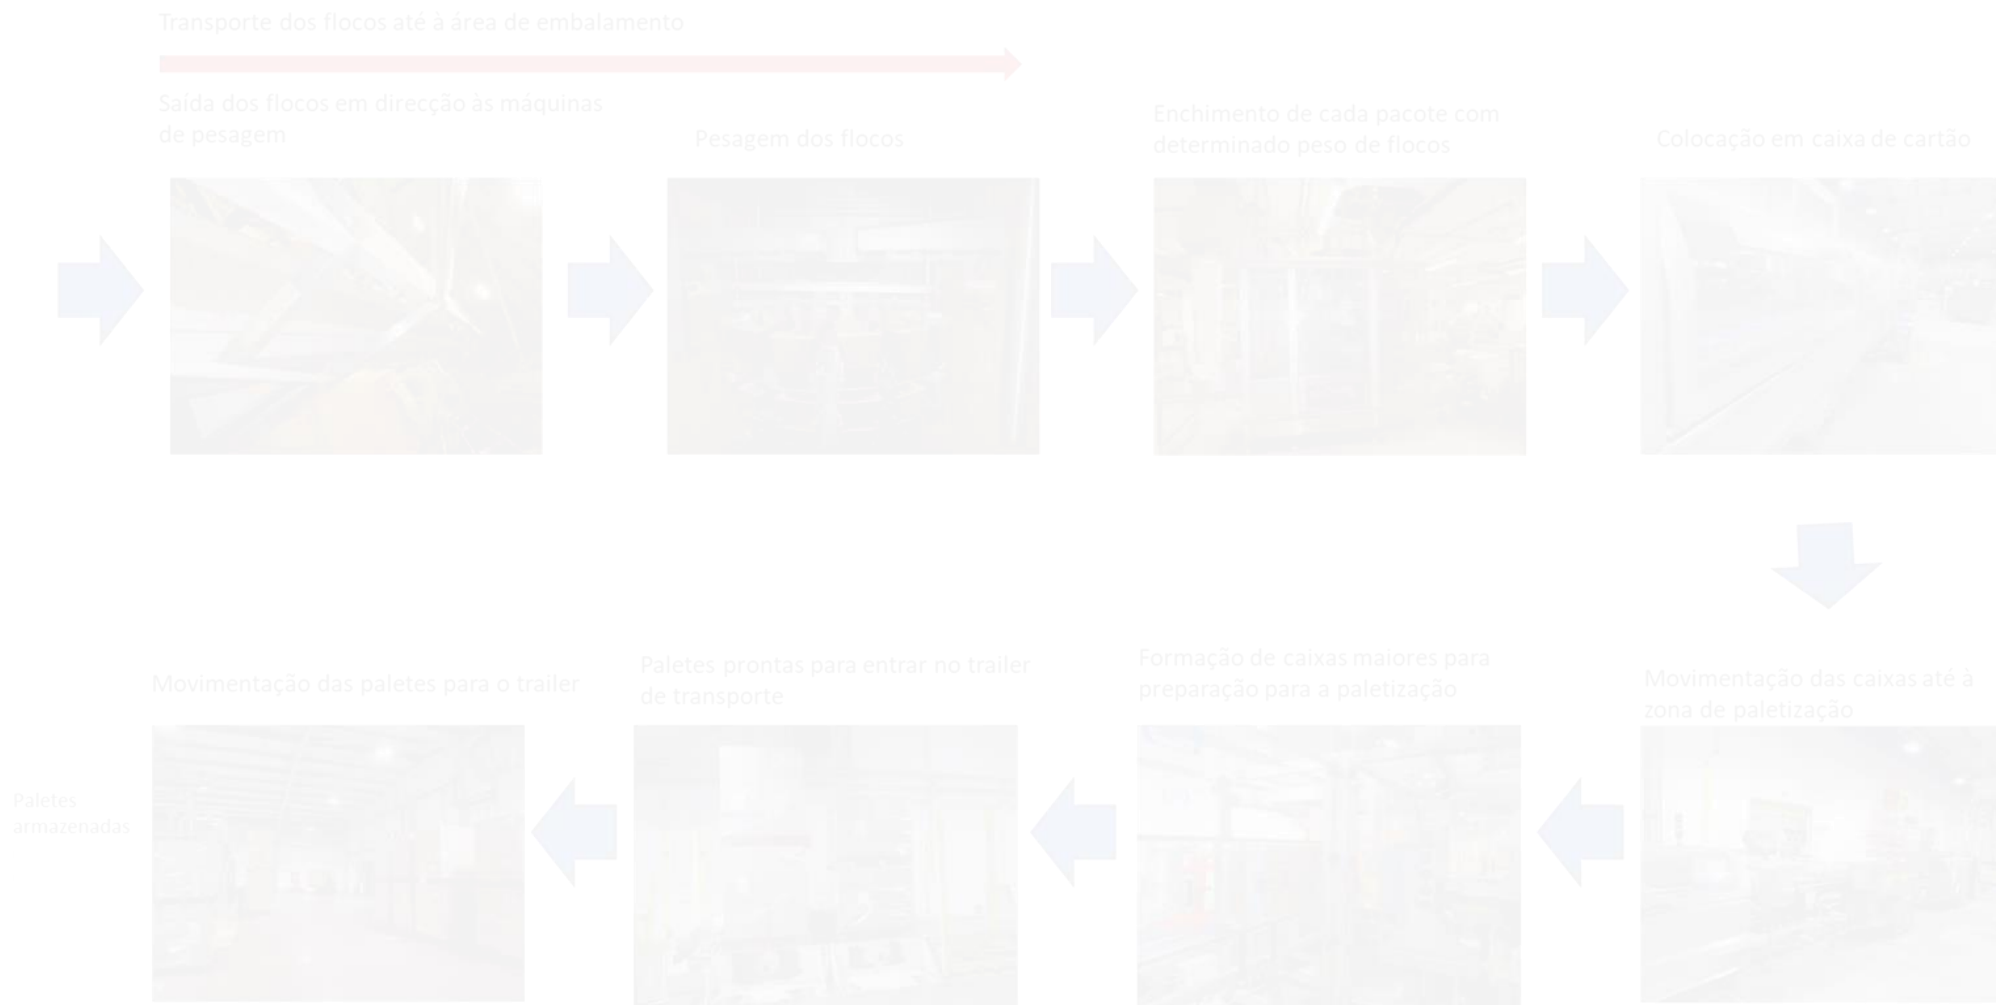 Transporte dos flocos até à área de embalamento
Saída dos flocos em direcção às máquinas
de pesagem
Pesagem dos flocos
Enchimento de cada pacote com
determinado peso de flocos
Colocação em caixa de cartão
Movimentação das caixas até à
zona de paletização
Formação de caixas maiores para
preparação para a paletização
Paletes prontas para entrar no trailer
de transporte
Movimentação das paletes para o trailer
Paletes
armazenadas